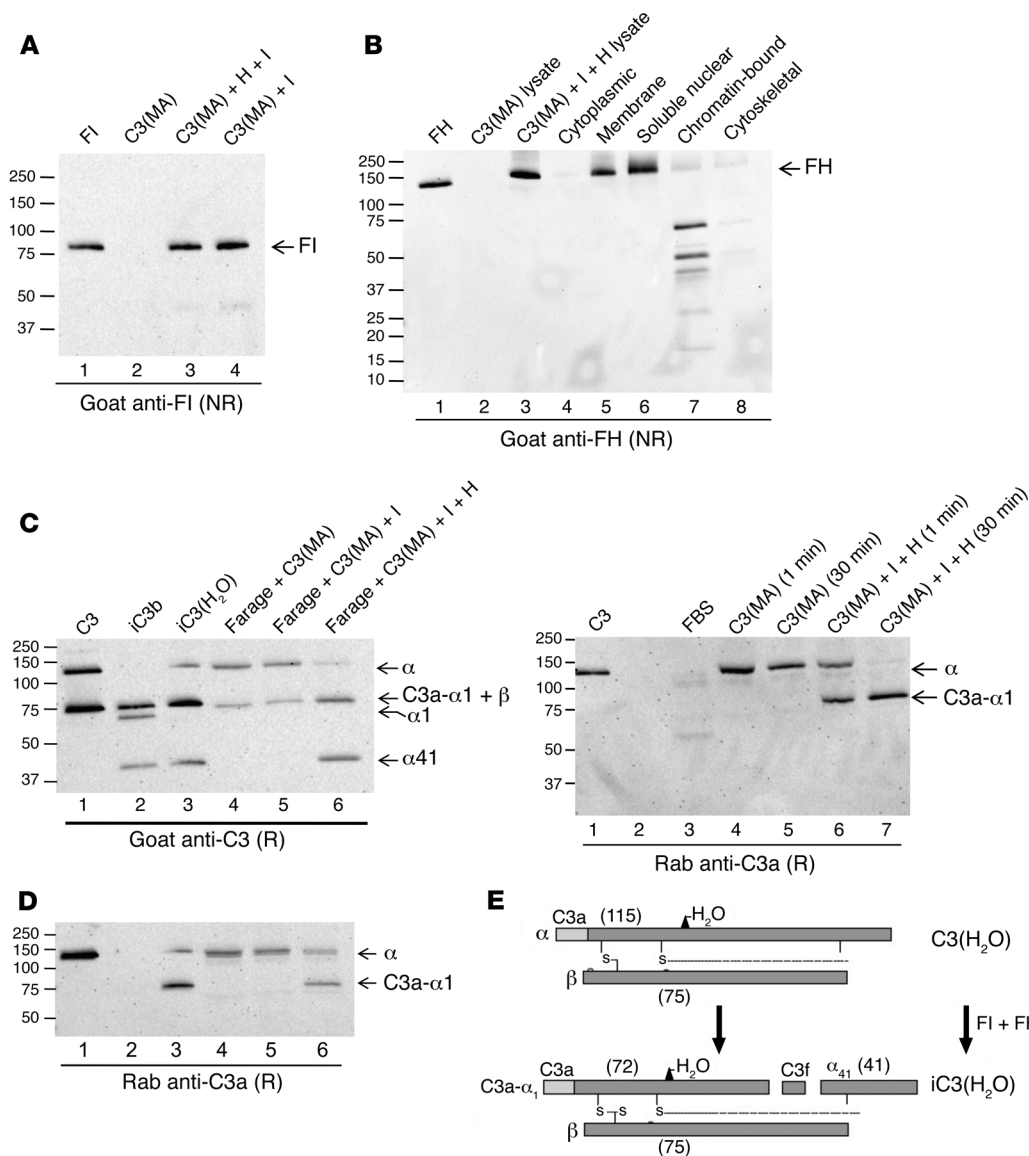 A
FI
C3(MA)
C3(MA) + H + I
C3(MA) + I
250
150
100
75
50
37
FI
1 2 3 4
Goat anti-FI (NR)
B
FH
C3(MA) lysate
C3(MA) + I + H lysate
Cytoplasmic
Membrane
Soluble nuclear
Chromatin-bound
Cytoskeletal
250
150
100
75
50
37
25
20
15
10
FH
1 2 3 4 5 6 7 8
Goat anti-FH (NR)
C
C3
iC3b
iC3(H₂O)
Farage + C3(MA)
Farage + C3(MA) + I
Farage + C3(MA) + I + H
250
150
100
75
50
37
α
C3a-α1 + β
α1
α41
1 2 3 4 5 6
Goat anti-C3 (R)
C3
FBS
C3(MA) (1 min)
C3(MA) (30 min)
C3(MA) + I + H (1 min)
C3(MA) + I + H (30 min)
250
150
100
75
50
37
α
C3a-α1
1 2 3 4 5 6 7
Rab anti-C3a (R)
D
250
150
100
75
50
α
C3a-α1
1 2 3 4 5 6
Rab anti-C3a (R)
E
C3a (115) H₂O
α
C3(H₂O)
S S
β
(75)
FI + FI
C3a (72) H₂O C3f α₄₁ (41)
C3a-α₁
iC3(H₂O)
S S S
β
(75)